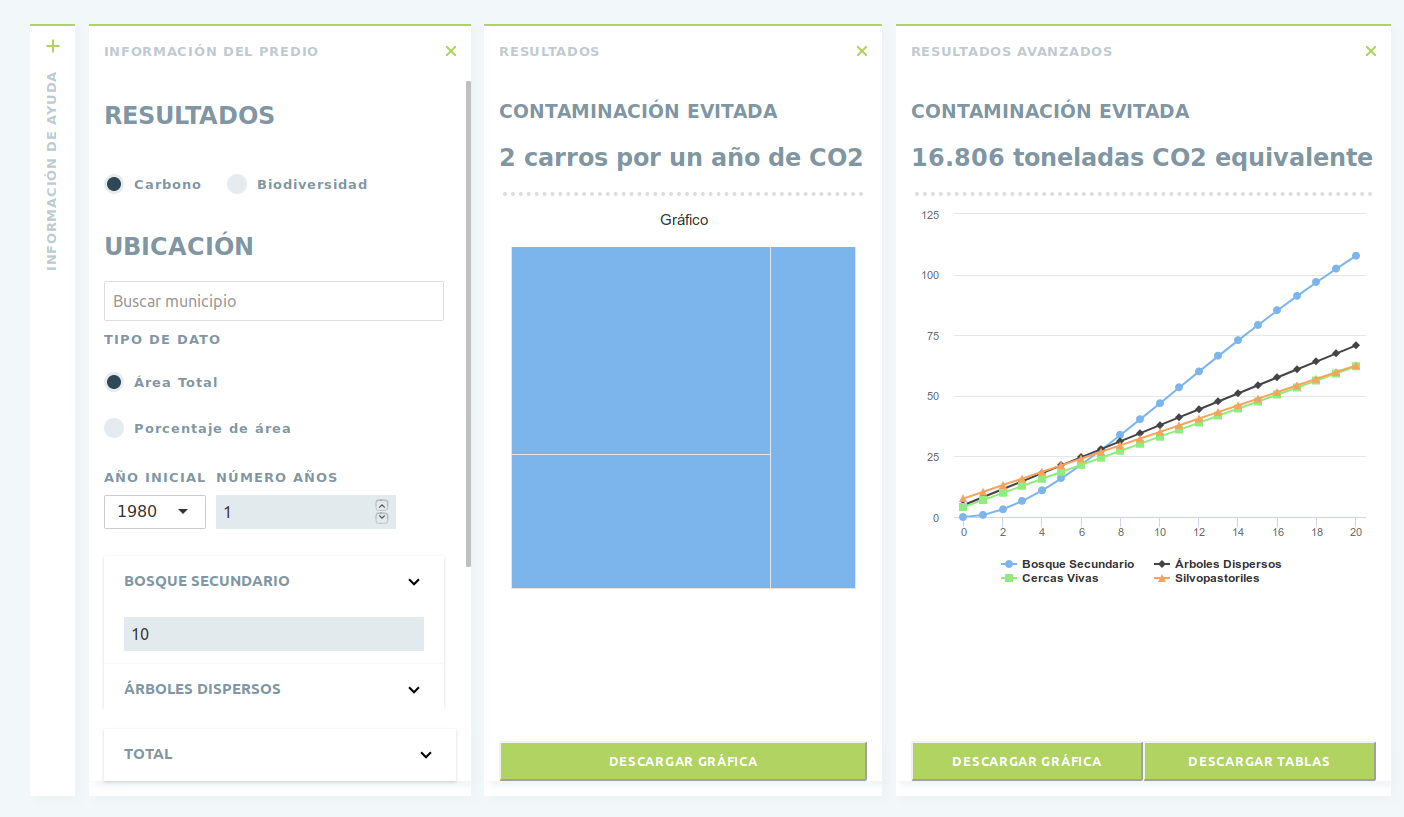 INFORMACIÓN DE AYUDA
INFORMACIÓN DEL PREDIO
RESULTADOS
Carbono
Biodiversidad
UBICACIÓN
Buscar municipio
TIPO DE DATO
Área Total
Porcentaje de área
AÑO INICIAL
NÚMERO AÑOS
1980
1
BOSQUE SECUNDARIO
10
ÁRBOLES DISPERSOS
TOTAL
RESULTADOS
CONTAMINACIÓN EVITADA
2 carros por un año de CO2
Gráfico
DESCARGAR GRÁFICA
RESULTADOS AVANZADOS
CONTAMINACIÓN EVITADA
16.806 toneladas CO2 equivalente
125
100
75
50
25
0
0 2 4 6 8 10 12 14 16 18 20
Bosque Secundario
Árboles Dispersos
Cercas Vivas
Silvopastoriles
DESCARGAR GRÁFICA
DESCARGAR TABLAS